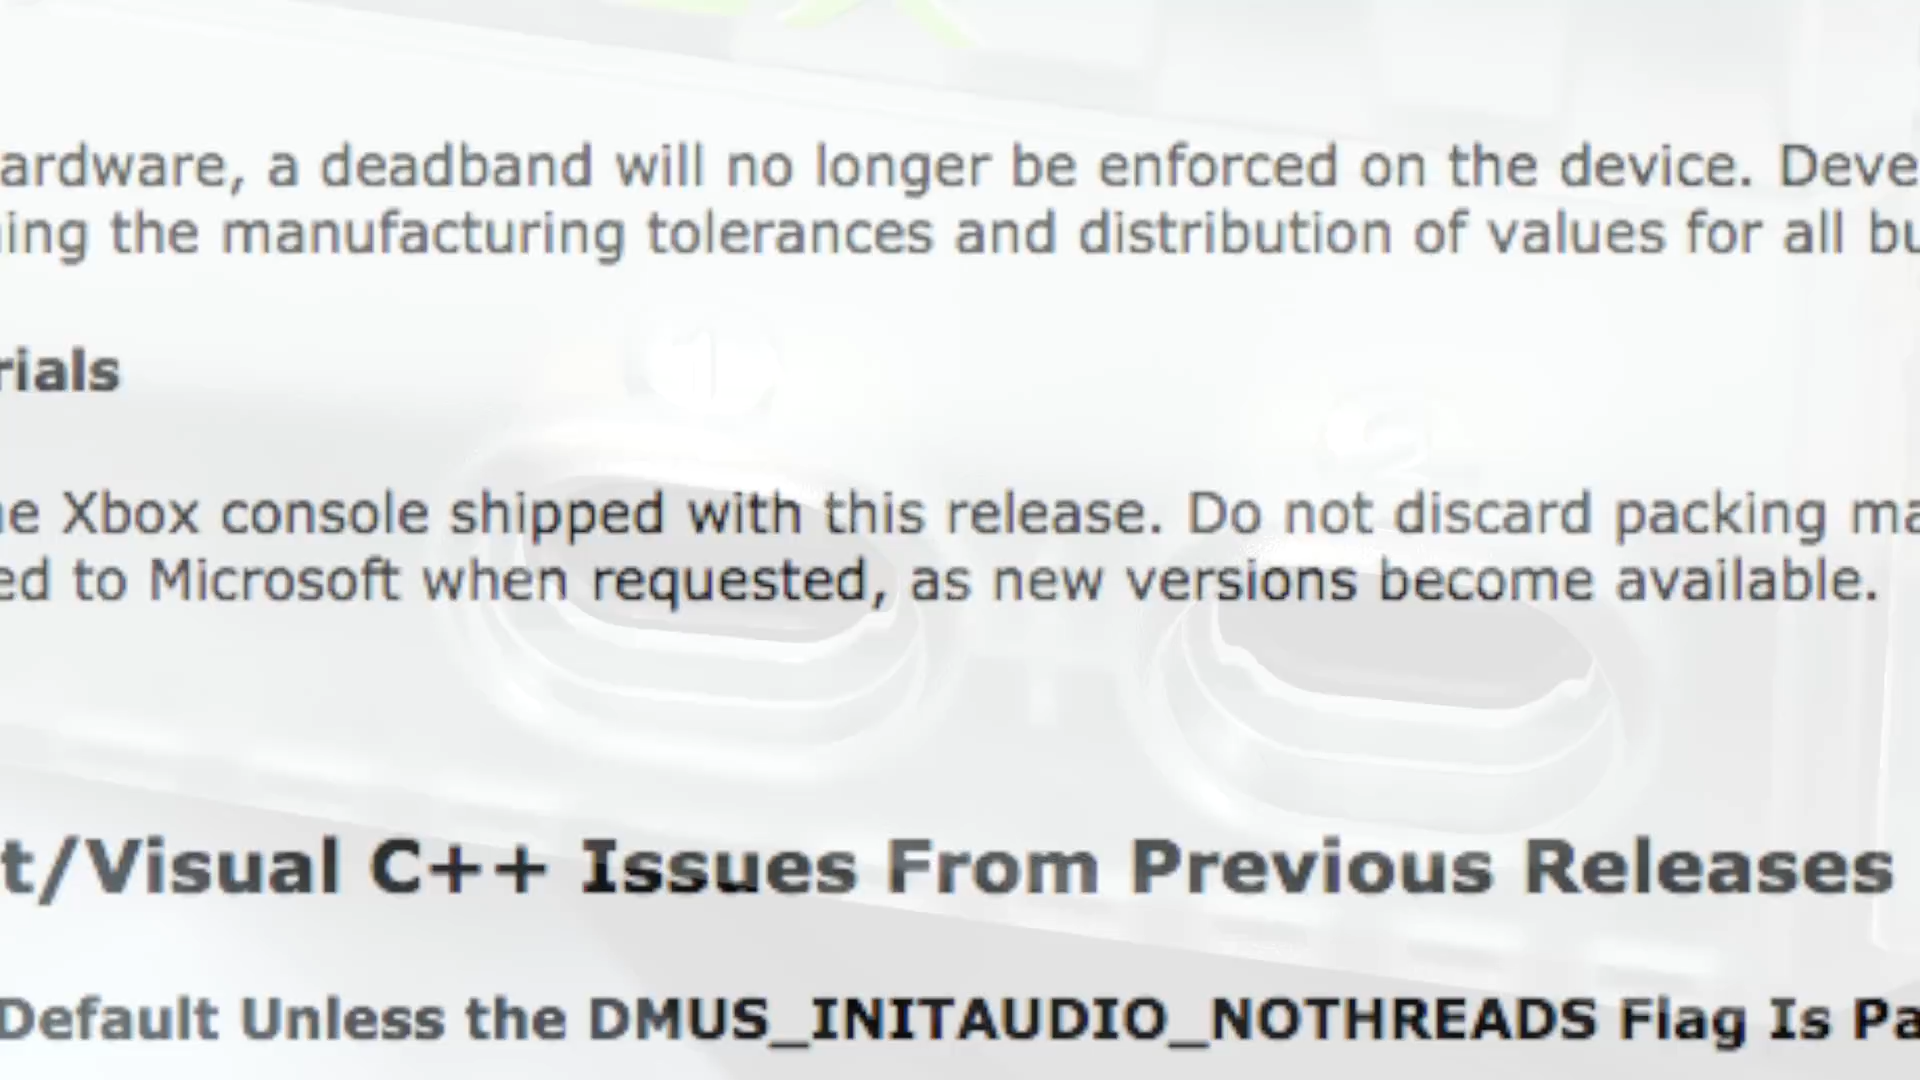 ardware, a deadband will no longer be enforced on the device. Deve
ing the manufacturing tolerances and distribution of values for all bu
rials
e Xbox console shipped with this release. Do not discard packing ma
ed to Microsoft when requested, as new versions become available.
1
2
t/Visual C++ Issues From Previous Releases
Default Unless the DMUS_INITAUDIO_NOTHREADS Flag Is Pa